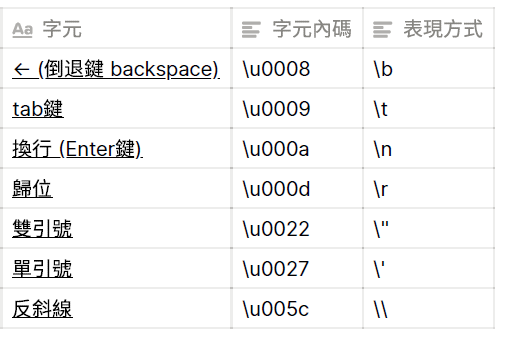 Aa 字元 字元內碼 表現方式
← (倒退鍵 backspace) \u0008 \b
tab鍵 \u0009 \t
換行 (Enter鍵) \u000a \n
歸位 \u000d \r
雙引號 \u0022 \"
單引號 \u0027 \'
反斜線 \u005c \\